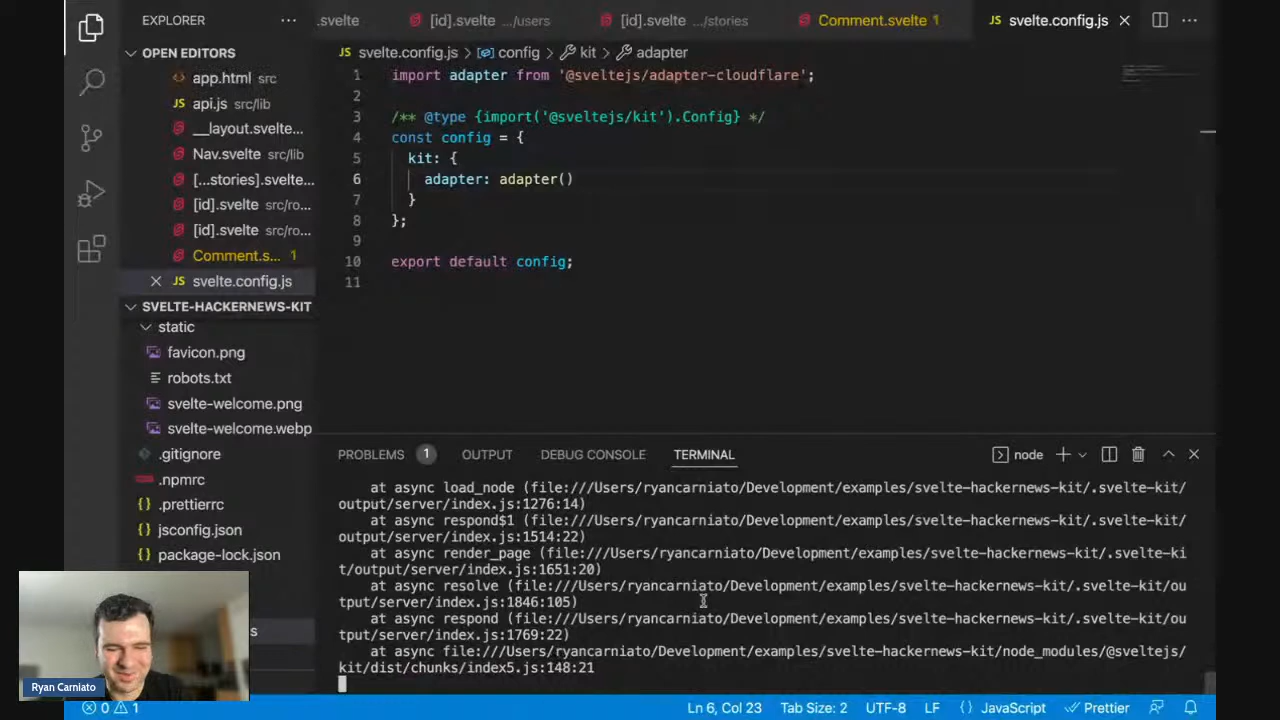 EXPLORER
OPEN EDITORS
app.html src
api.js src/lib
__layout.svelte...
Nav.svelte src/lib
[...stories].svelte...
[id].svelte src/ro...
[id].svelte src/ro...
Comment.s... 1
svelte.config.js
SVELTE-HACKERNEWS-KIT
static
favicon.png
robots.txt
svelte-welcome.png
svelte-welcome.webp
.gitignore
.npmrc
.prettierrc
jsconfig.json
package-lock.json
s
.svelte [id].svelte .../users [id].svelte .../stories Comment.svelte 1 svelte.config.js
svelte.config.js > config > kit > adapter
1 import adapter from '@sveltejs/adapter-cloudflare';
2
3 /** @type {import('@sveltejs/kit').Config} */
4 const config = {
5 kit: {
6 adapter: adapter()
7 }
8 };
9
10 export default config;
11
PROBLEMS 1 OUTPUT DEBUG CONSOLE TERMINAL node
at async load_node (file:///Users/ryancarniato/Development/examples/svelte-hackernews-kit/.svelte-kit/
output/server/index.js:1276:14)
at async respond$1 (file:///Users/ryancarniato/Development/examples/svelte-hackernews-kit/.svelte-kit/
output/server/index.js:1514:22)
at async render_page (file:///Users/ryancarniato/Development/examples/svelte-hackernews-kit/.svelte-ki
t/output/server/index.js:1651:20)
at async resolve (file:///Users/ryancarniato/Development/examples/svelte-hackernews-kit/.svelte-kit/ou
tput/server/index.js:1846:105)
at async respond (file:///Users/ryancarniato/Development/examples/svelte-hackernews-kit/.svelte-kit/ou
tput/server/index.js:1769:22)
at async file:///Users/ryancarniato/Development/examples/svelte-hackernews-kit/node_modules/@sveltejs/
kit/dist/chunks/index5.js:148:21
Ryan Carniato
0 1 Ln 6, Col 23 Tab Size: 2 UTF-8 LF {} JavaScript Prettier